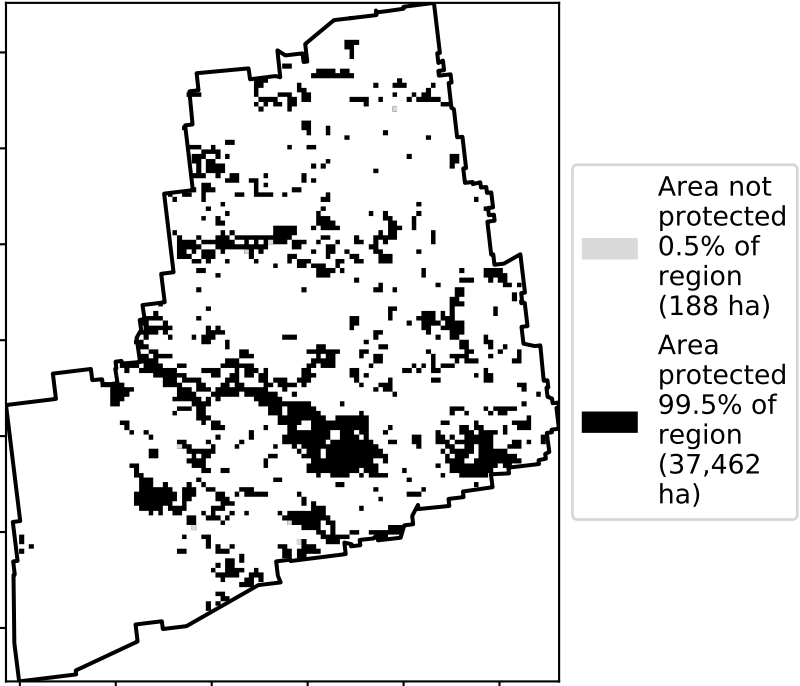 Area not
protected
0.5% of
region
(188 ha)
Area
protected
99.5% of
region
(37,462
ha)